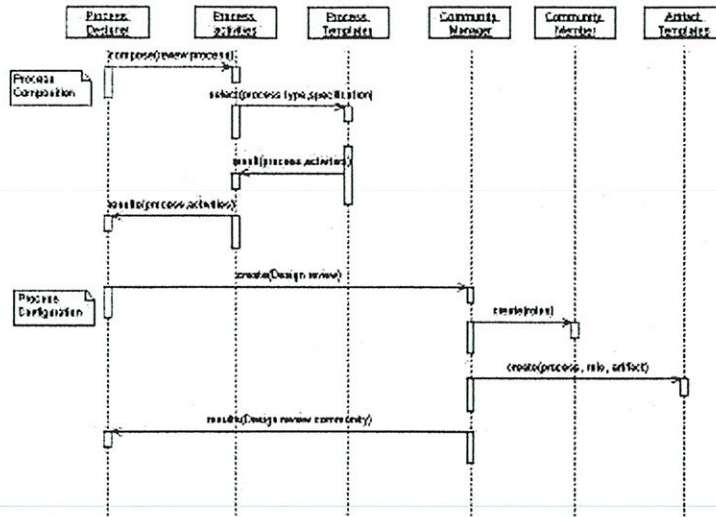 Process
Designer
Process
activities
Process
Templates
Community
Manager
Community
Member
Artifact
Templates
compose(review process)
Process
Composition
select(process type,specification)
result(process,activities)
results(process,activities)
create(Design review)
Process
Configuration
create(roles)
create(process , role , artifact)
results(Design review community)